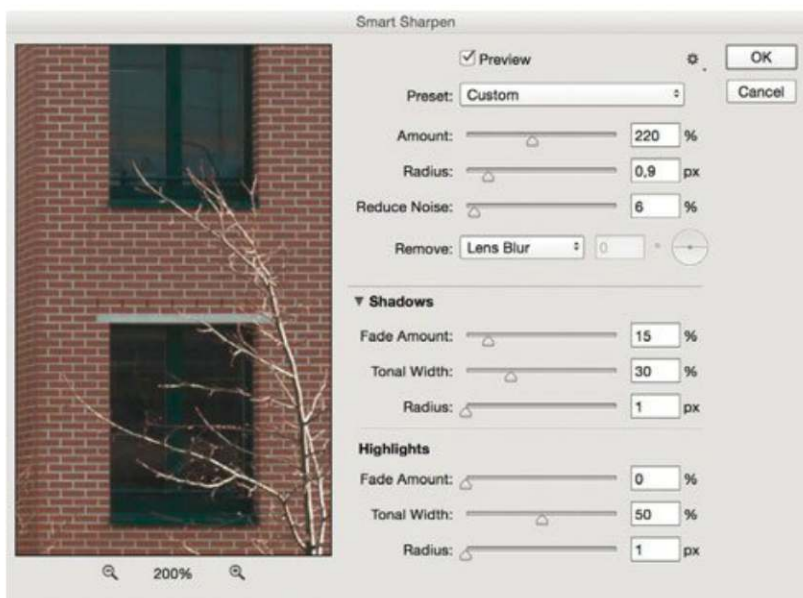 Smart Sharpen
Preview
OK
Preset: Custom
Cancel
Amount: 220 %
Radius: 0,9 px
Reduce Noise: 6 %
Remove: Lens Blur 0 °
Shadows
Fade Amount: 15 %
Tonal Width: 30 %
Radius: 1 px
Highlights
Fade Amount: 0 %
Tonal Width: 50 %
Radius: 1 px
200%